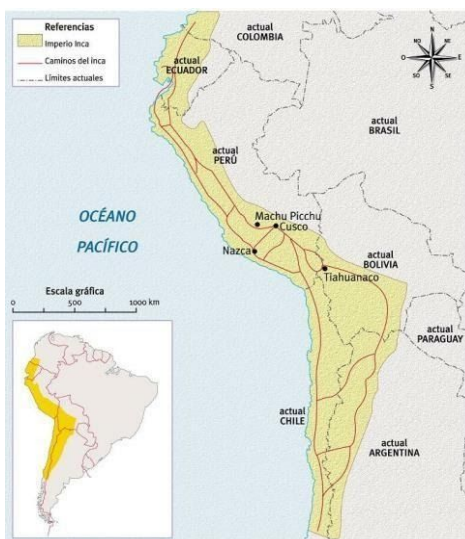 Referencias
Imperio Inca
Caminos del inca
Límites actuales
actual
COLOMBIA
N
NO
NE
O
E
SO
SE
S
actual
ECUADOR
actual
BRASIL
actual
PERÚ
OCÉANO
PACÍFICO
Machu Picchu
Cusco
Nazca
Tiahuanaco
actual
BOLIVIA
Escala gráfica
0 500 1000 km
actual
PARAGUAY
actual
CHILE
actual
ARGENTINA